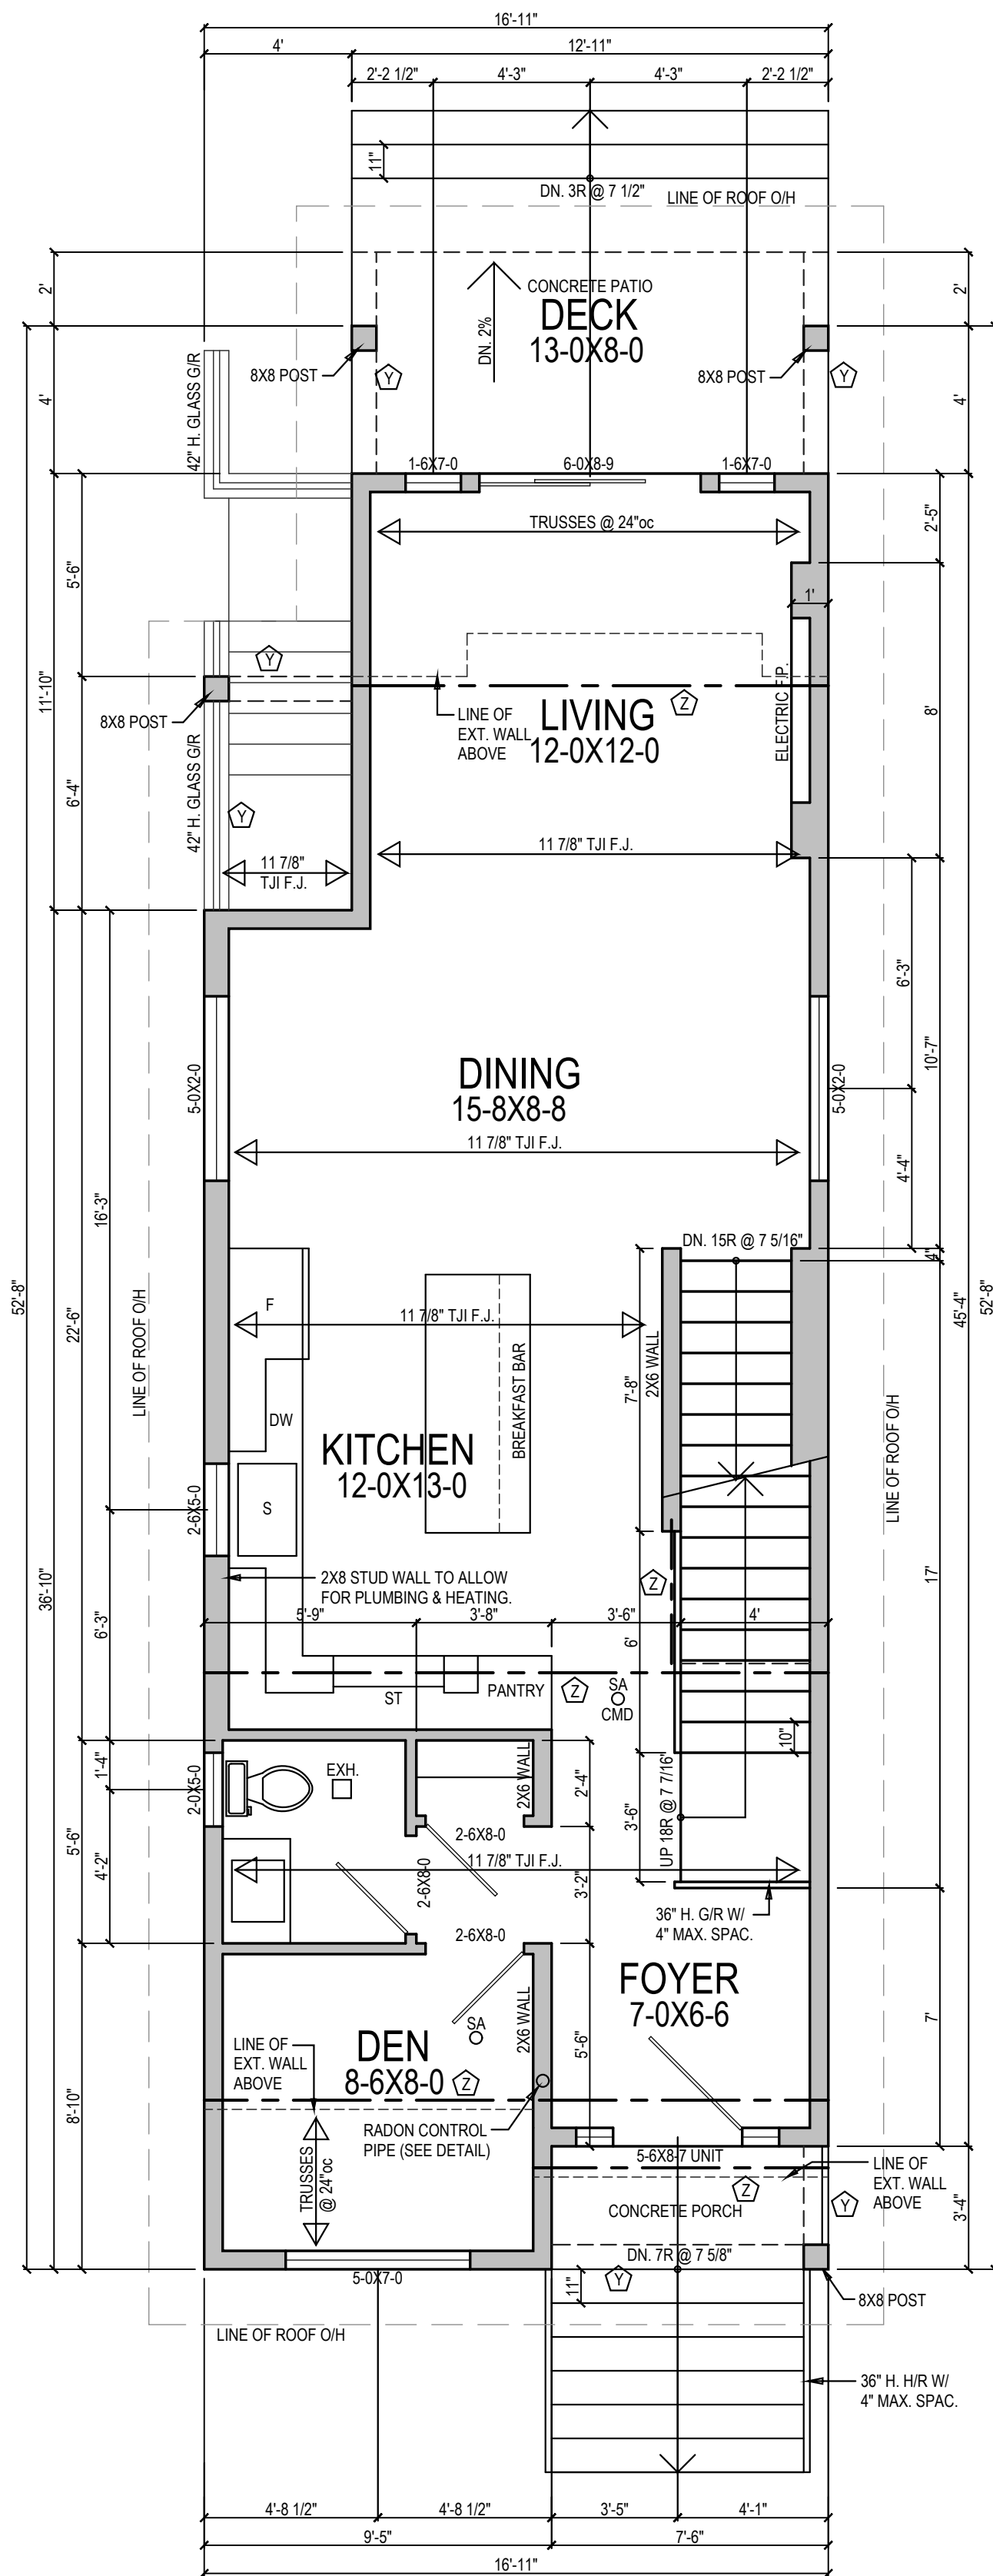 16'-11"
4'
12'-11"
2'-2 1/2"
4'-3"
4'-3"
2'-2 1/2"
11"
DN. 3R @ 7 1/2"
LINE OF ROOF O/H
2'
2'
CONCRETE PATIO
DECK
13-0X8-0
DN. 2%
8X8 POST
Y
8X8 POST
Y
42" H. GLASS G/R
4'
4'
1-6X7-0
6-0X8-9
1-6X7-0
TRUSSES @ 24"oc
2'-5"
5'-6"
1'
Y
8X8 POST
11'-10"
LINE OF
EXT. WALL
ABOVE
LIVING
12-0X12-0
Z
ELECTRIC F.P.
8'
42" H. GLASS G/R
6'-4"
Y
11 7/8"
TJI F.J.
11 7/8" TJI F.J.
6'-3"
10'-7"
DINING
15-8X8-8
5-0X2-0
5-0X2-0
11 7/8" TJI F.J.
4'-4"
16'-3"
DN. 15R @ 7 5/16"
4"
52'-8"
22'-6"
LINE OF ROOF O/H
F
11 7/8" TJI F.J.
2X6 WALL
45'-4"
52'-8"
7'-8"
DW
BREAKFAST BAR
KITCHEN
12-0X13-0
LINE OF ROOF O/H
2-6X5-0
S
36'-10"
2X8 STUD WALL TO ALLOW
FOR PLUMBING & HEATING.
Z
17'
5'-9"
3'-8"
3'-6"
4'
6'-3"
6'
ST
PANTRY
Z
SA
CMD
10"
1'-4"
2-0X5-0
EXH.
2X6 WALL
2'-4"
3'-6"
UP 18R @ 7 7/16"
2-6X8-0
5'-6"
4'-2"
11 7/8" TJI F.J.
2-6X8-0
3'-2"
2-6X8-0
36" H. G/R W/
4" MAX. SPAC.
FOYER
7-0X6-6
SA
2X6 WALL
LINE OF
EXT. WALL
ABOVE
DEN
8-6X8-0
Z
5'-6"
7'
8'-10"
RADON CONTROL
PIPE (SEE DETAIL)
TRUSSES
@ 24"oc
5-6X8-7 UNIT
LINE OF
EXT. WALL
ABOVE
Z
Y
CONCRETE PORCH
3'-4"
DN. 7R @ 7 5/8"
5-0X7-0
11"
Y
8X8 POST
LINE OF ROOF O/H
36" H. H/R W/
4" MAX. SPAC.
4'-8 1/2"
4'-8 1/2"
3'-5"
4'-1"
9'-5"
7'-6"
16'-11"